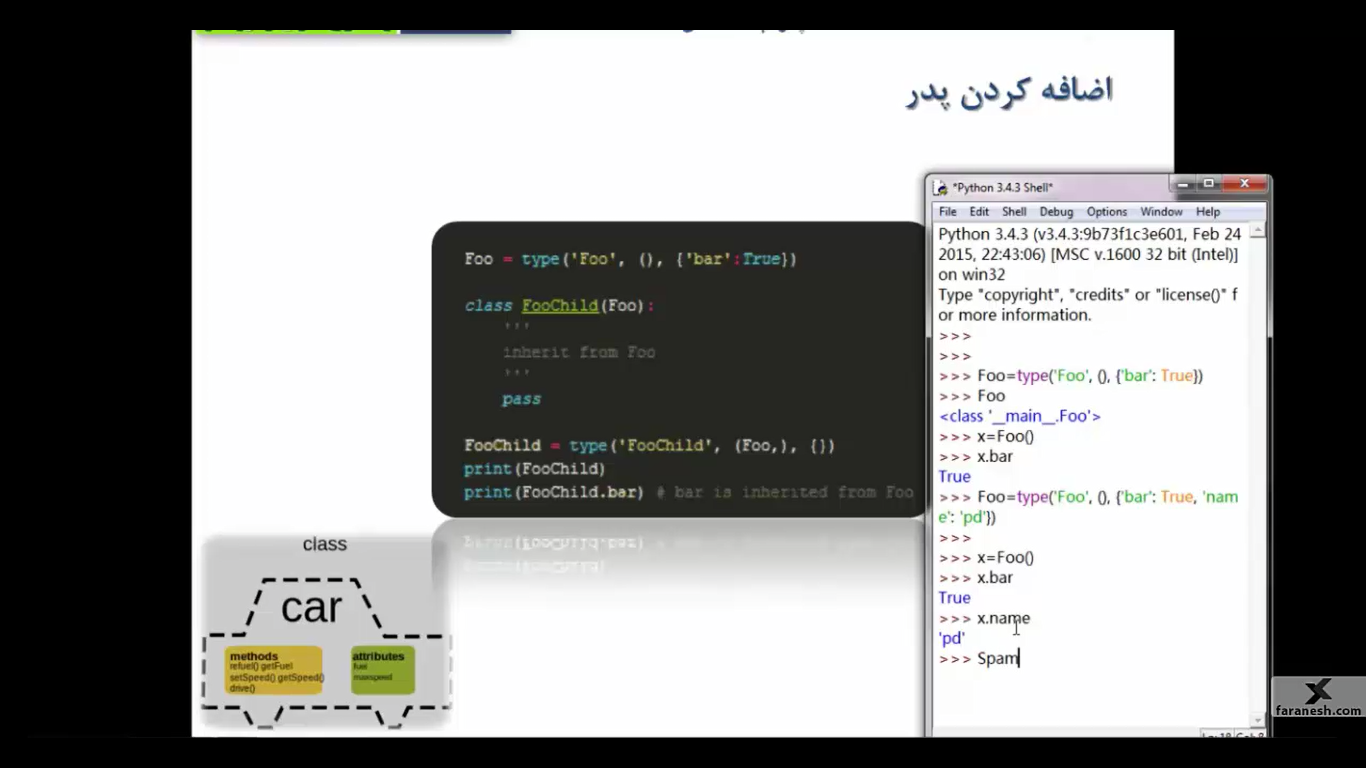 اضافه کردن پدر
Foo = type('Foo', (), {'bar':True})
class FooChild(Foo):
'''
inherit from Foo
'''
pass
FooChild = type('FooChild', (Foo,), {})
print(FooChild)
print(FooChild.bar) # bar is inherited from Foo
class
car
methods
refuel() getFuel
setSpeed() getSpeed()
drive()
attributes
fuel
maxspeed
*Python 3.4.3 Shell*
File Edit Shell Debug Options Window Help
Python 3.4.3 (v3.4.3:9b73f1c3e601, Feb 24
2015, 22:43:06) [MSC v.1600 32 bit (Intel)]
on win32
Type "copyright", "credits" or "license()" f
or more information.
>>>
>>>
>>> Foo=type('Foo', (), {'bar': True})
>>> Foo
<class '__main__.Foo'>
>>> x=Foo()
>>> x.bar
True
>>> Foo=type('Foo', (), {'bar': True, 'nam
e': 'pd'})
>>>
>>> x=Foo()
>>> x.bar
True
>>> x.name
'pd'
>>> Spam
faranesh.com